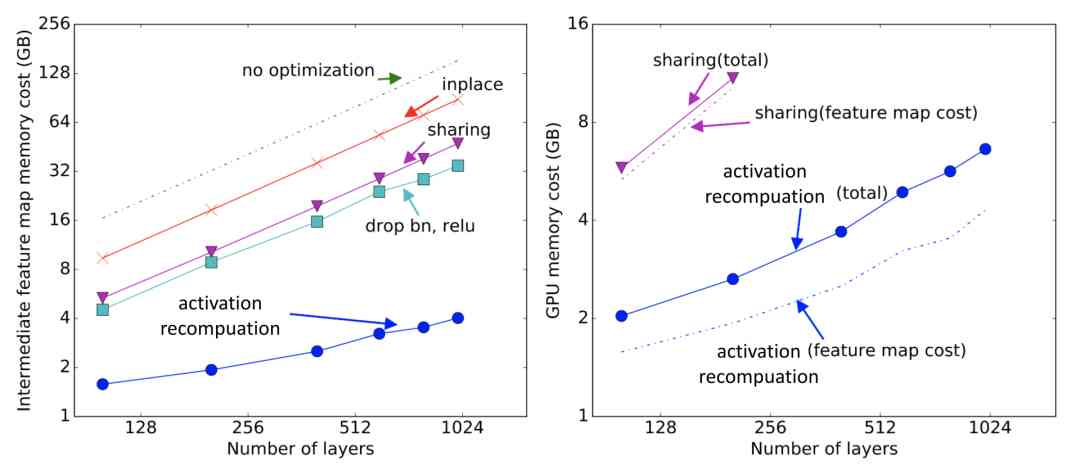 Intermediate feature map memory cost (GB)
256
128
64
32
16
8
4
2
1
no optimization
inplace
sharing
drop bn, relu
activation
recompuation
128
256
512
1024
Number of layers
GPU memory cost (GB)
16
8
4
2
1
sharing(total)
sharing(feature map cost)
activation
recompuation (total)
activation (feature map cost)
recompuation
128
256
512
1024
Number of layers